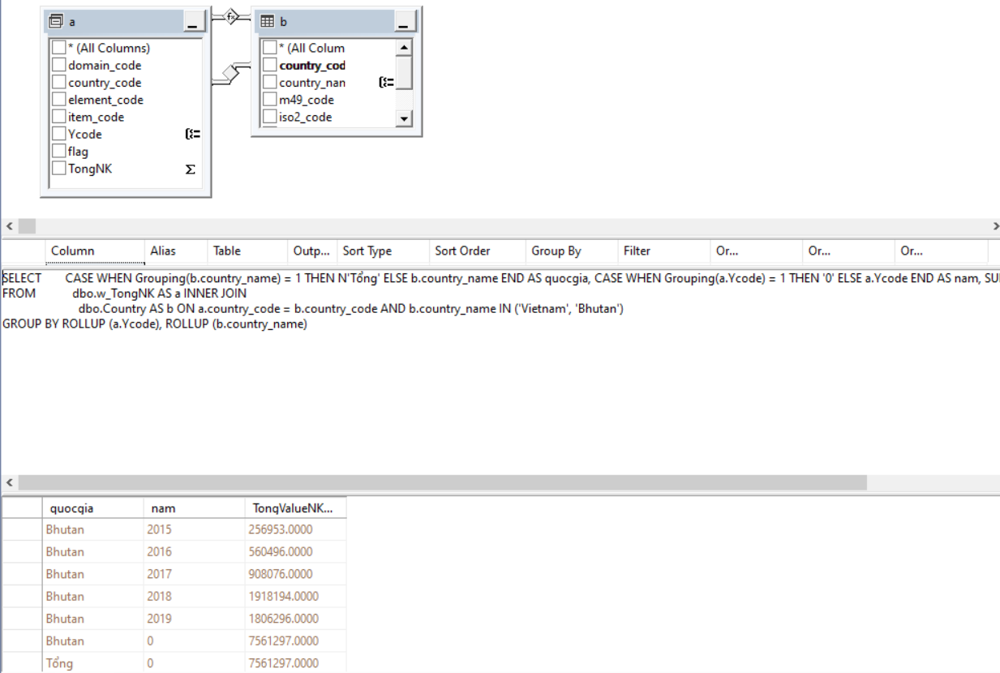 a
* (All Columns)
domain_code
country_code
element_code
item_code
Ycode
flag
TongNK
Σ
fx
b
* (All Colum
country_cod
country_nan
m49_code
iso2_code
Column Alias Table Outp... Sort Type Sort Order Group By Filter Or... Or... Or...
SELECT CASE WHEN Grouping(b.country_name) = 1 THEN N'Tổng' ELSE b.country_name END AS quocgia, CASE WHEN Grouping(a.Ycode) = 1 THEN '0' ELSE a.Ycode END AS nam, SU
FROM dbo.w_TongNK AS a INNER JOIN
dbo.Country AS b ON a.country_code = b.country_code AND b.country_name IN ('Vietnam', 'Bhutan')
GROUP BY ROLLUP (a.Ycode), ROLLUP (b.country_name)
quocgia nam TongValueNK...
Bhutan 2015 256953.0000
Bhutan 2016 560496.0000
Bhutan 2017 908076.0000
Bhutan 2018 1918194.0000
Bhutan 2019 1806296.0000
Bhutan 0 7561297.0000
Tổng 0 7561297.0000